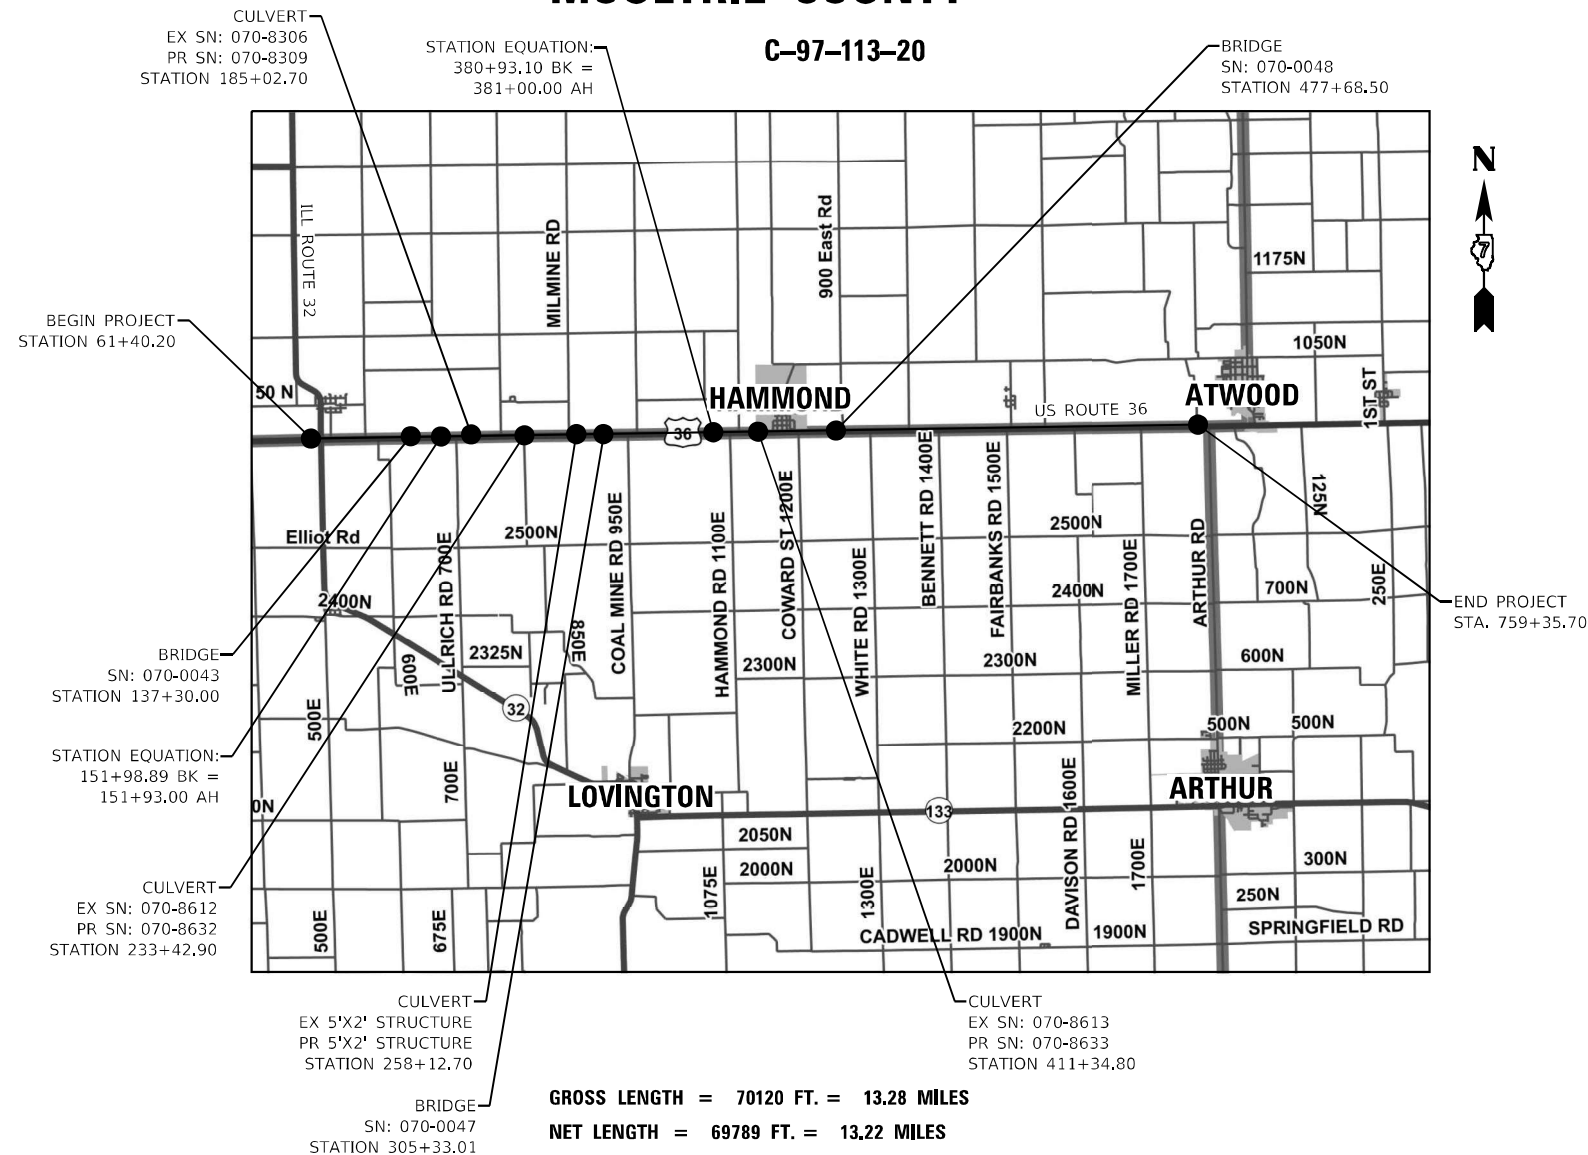 C–97–113–20
CULVERT
EX SN: 070-8306
PR SN: 070-8309
STATION 185+02.70
STATION EQUATION:
380+93.10 BK =
381+00.00 AH
BRIDGE
SN: 070-0048
STATION 477+68.50
N
7
BEGIN PROJECT
STATION 61+40.20
ILL ROUTE 32
MILMINE RD
900 East Rd
1175N
1050N
50 N
HAMMOND
ATWOOD
1ST ST
US ROUTE 36
36
Elliot Rd
2500N
2500N
2400N
2400N
700N
ULLRICH RD 700E
COAL MINE RD 950E
HAMMOND RD 1100E
COWARD ST 1200E
WHITE RD 1300E
BENNETT RD 1400E
FAIRBANKS RD 1500E
MILLER RD 1700E
ARTHUR RD
125N
250E
END PROJECT
STA. 759+35.70
BRIDGE
SN: 070-0043
STATION 137+30.00
600E
2325N
850E
2300N
2300N
600N
32
500E
2200N
500N
500N
STATION EQUATION:
151+98.89 BK =
151+93.00 AH
700E
0N
LOVINGTON
133
DAVISON RD 1600E
ARTHUR
2050N
2000N
2000N
300N
1075E
1300E
1700E
250N
CULVERT
EX SN: 070-8612
PR SN: 070-8632
STATION 233+42.90
500E
675E
CADWELL RD 1900N
1900N
SPRINGFIELD RD
CULVERT
EX 5'X2' STRUCTURE
PR 5'X2' STRUCTURE
STATION 258+12.70
CULVERT
EX SN: 070-8613
PR SN: 070-8633
STATION 411+34.80
BRIDGE
SN: 070-0047
STATION 305+33.01
GROSS LENGTH = 70120 FT. = 13.28 MILES
NET LENGTH = 69789 FT. = 13.22 MILES